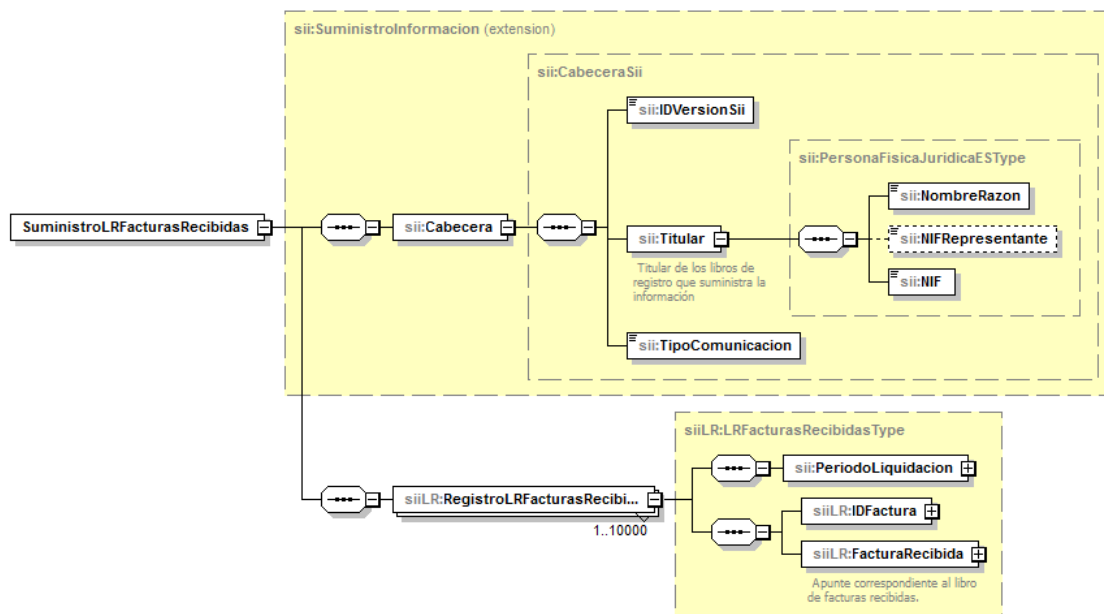 sii:SuministroInformacion (extension)
sii:CabeceraSii
sii:IDVersionSii
sii:PersonaFisicaJuridicaESType
sii:NombreRazon
SuministroLRFacturasRecibidas
sii:Cabecera
sii:Titular
sii:NIFRepresentante
Titular de los libros de
registro que suministra la
información
sii:NIF
sii:TipoComunicacion
siiLR:LRFacturasRecibidasType
sii:PeriodoLiquidacion
siiLR:RegistroLRFacturasRecibi...
1..10000
siiLR:IDFactura
siiLR:FacturaRecibida
Apunte correspondiente al libro
de facturas recibidas.